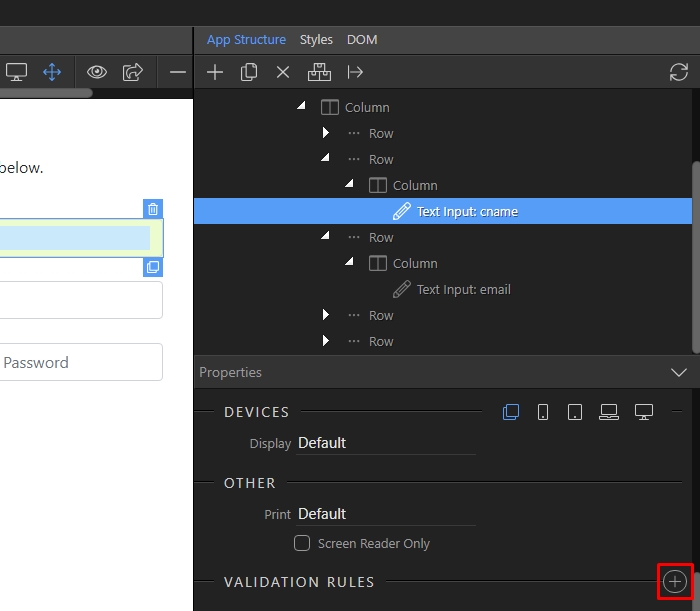 App Structure Styles DOM
Column
Row
Row
Column
Text Input: cname
Row
Column
Text Input: email
Row
Row
below.
Password
Properties
DEVICES
Display Default
OTHER
Print Default
Screen Reader Only
VALIDATION RULES